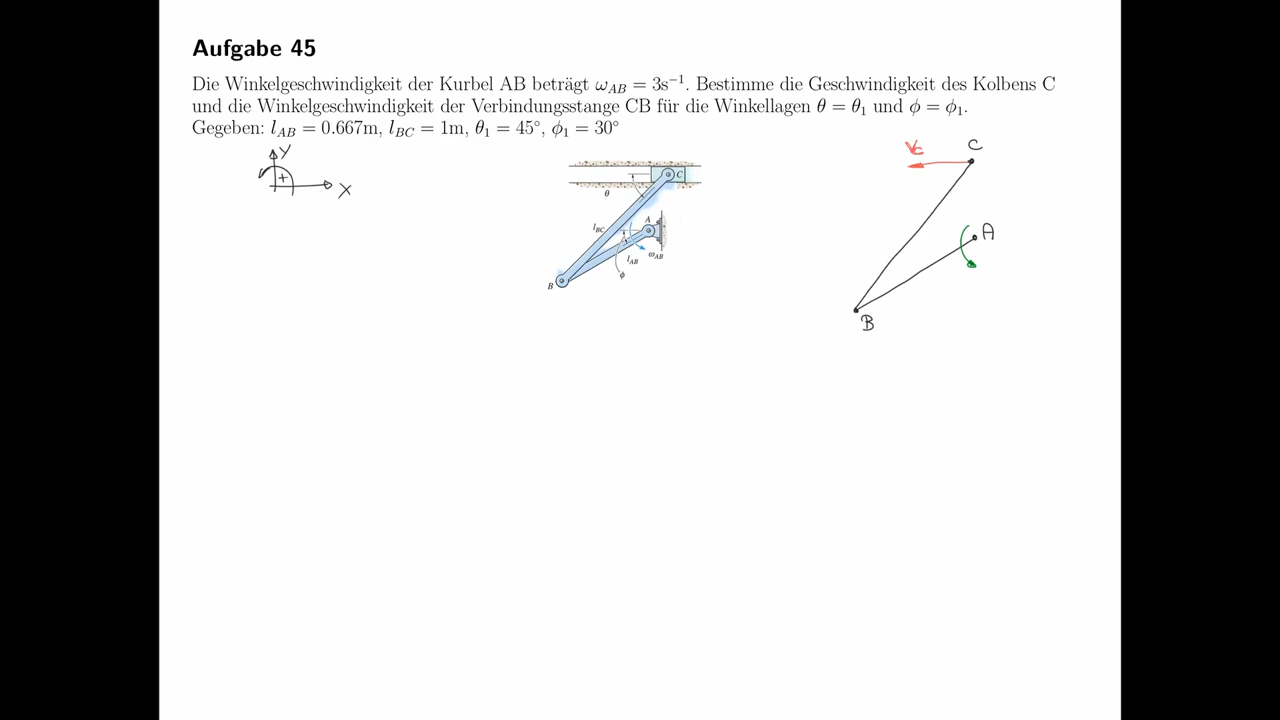 Aufgabe 45
Die Winkelgeschwindigkeit der Kurbel AB beträgt ω_AB = 3s⁻¹. Bestimme die Geschwindigkeit des Kolbens C
und die Winkelgeschwindigkeit der Verbindungsstange CB für die Winkellagen θ = θ₁ und ϕ = ϕ₁.
Gegeben: l_AB = 0.667m, l_BC = 1m, θ₁ = 45°, ϕ₁ = 30°
y
+
x
C
θ
A
l_BC
ω_AB
l_AB
ϕ
B
v_C
C
A
B